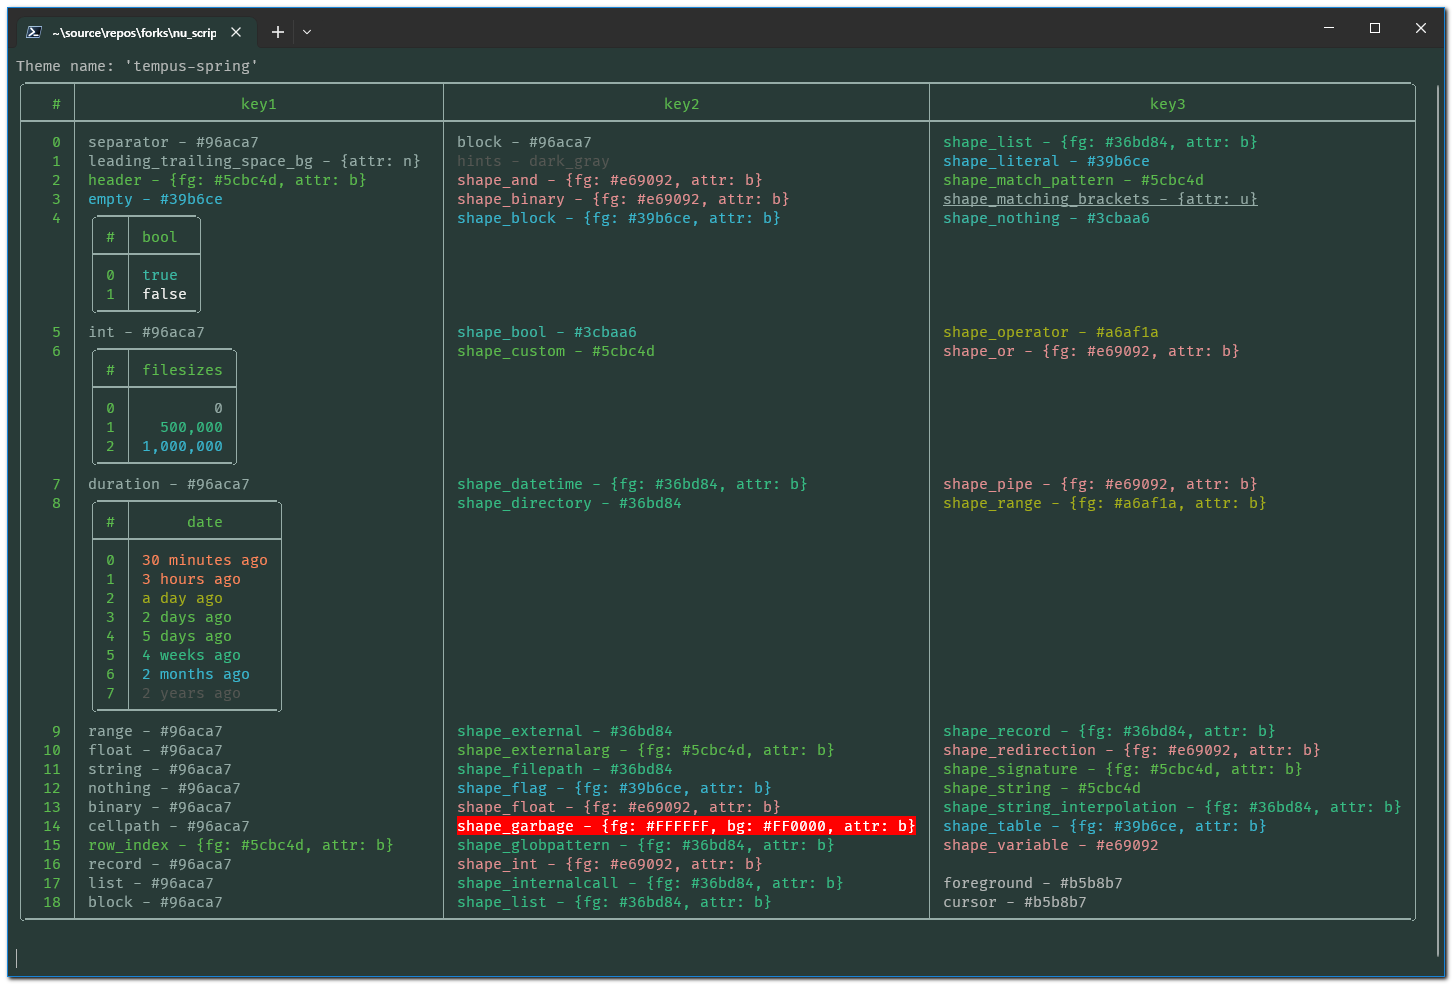 ~\source\repos\forks\nu_scrip
Theme name: 'tempus-spring'
# key1 key2 key3
0 separator - #96aca7 block - #96aca7 shape_list - {fg: #36bd84, attr: b}
1 leading_trailing_space_bg - {attr: n} hints - dark_gray shape_literal - #39b6ce
2 header - {fg: #5cbc4d, attr: b} shape_and - {fg: #e69092, attr: b} shape_match_pattern - #5cbc4d
3 empty - #39b6ce shape_binary - {fg: #e69092, attr: b} shape_matching_brackets - {attr: u}
4 shape_block - {fg: #39b6ce, attr: b} shape_nothing - #3cbaa6
# bool
0 true
1 false
5 int - #96aca7 shape_bool - #3cbaa6 shape_operator - #a6af1a
6 shape_custom - #5cbc4d shape_or - {fg: #e69092, attr: b}
# filesizes
0 0
1 500,000
2 1,000,000
7 duration - #96aca7 shape_datetime - {fg: #36bd84, attr: b} shape_pipe - {fg: #e69092, attr: b}
8 shape_directory - #36bd84 shape_range - {fg: #a6af1a, attr: b}
# date
0 30 minutes ago
1 3 hours ago
2 a day ago
3 2 days ago
4 5 days ago
5 4 weeks ago
6 2 months ago
7 2 years ago
9 range - #96aca7 shape_external - #36bd84 shape_record - {fg: #36bd84, attr: b}
10 float - #96aca7 shape_externalarg - {fg: #5cbc4d, attr: b} shape_redirection - {fg: #e69092, attr: b}
11 string - #96aca7 shape_filepath - #36bd84 shape_signature - {fg: #5cbc4d, attr: b}
12 nothing - #96aca7 shape_flag - {fg: #39b6ce, attr: b} shape_string - #5cbc4d
13 binary - #96aca7 shape_float - {fg: #e69092, attr: b} shape_string_interpolation - {fg: #36bd84, attr: b}
14 cellpath - #96aca7 shape_garbage - {fg: #FFFFFF, bg: #FF0000, attr: b} shape_table - {fg: #39b6ce, attr: b}
15 row_index - {fg: #5cbc4d, attr: b} shape_globpattern - {fg: #36bd84, attr: b} shape_variable - #e69092
16 record - #96aca7 shape_int - {fg: #e69092, attr: b}
17 list - #96aca7 shape_internalcall - {fg: #36bd84, attr: b} foreground - #b5b8b7
18 block - #96aca7 shape_list - {fg: #36bd84, attr: b} cursor - #b5b8b7